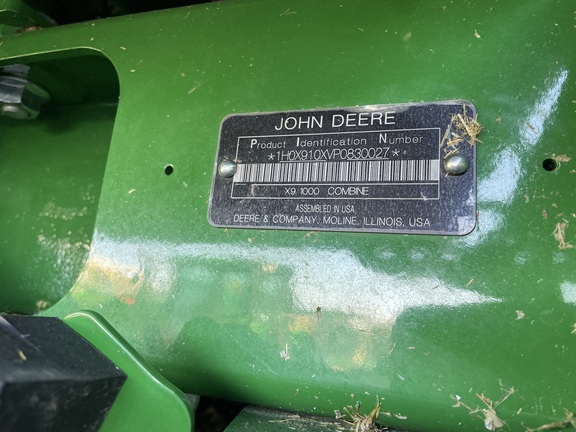 JOHN DEERE
Product Identification Number
*1H0X910XVP0830027*
X9 1000 COMBINE
ASSEMBLED IN USA
DEERE & COMPANY, MOLINE, ILLINOIS, USA